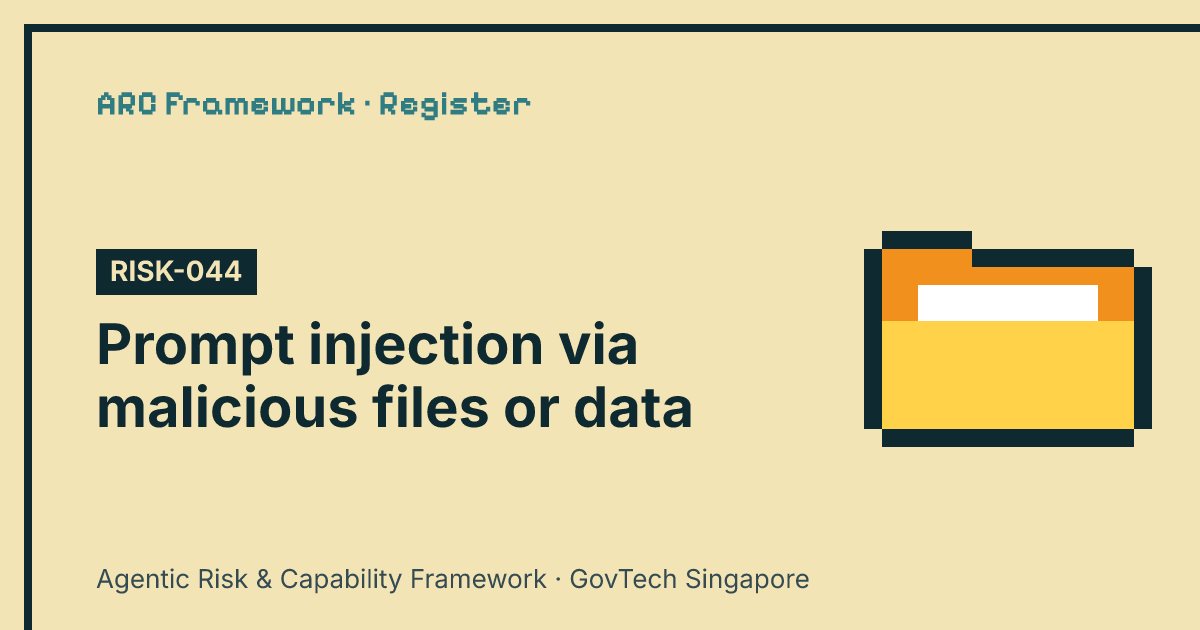 ARC Framework · Register
RISK-044
Prompt injection via
malicious files or data
Agentic Risk & Capability Framework · GovTech Singapore